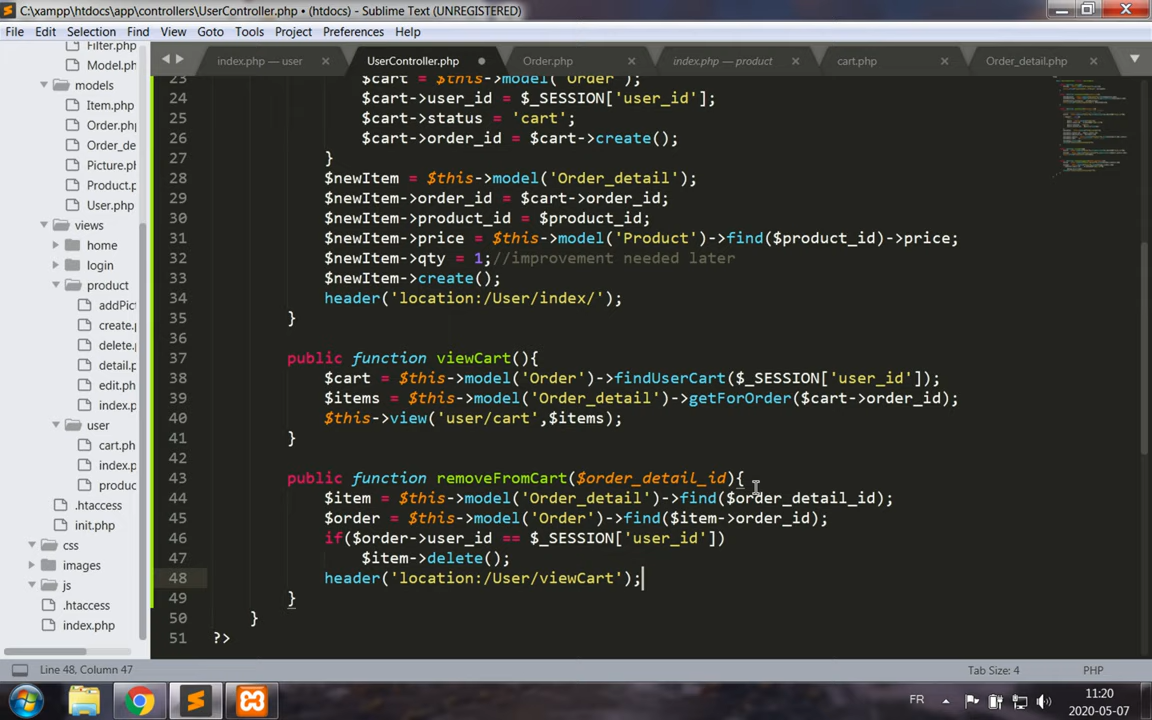 C:\xampp\htdocs\app\controllers\UserController.php • (htdocs) - Sublime Text (UNREGISTERED)
File Edit Selection Find View Goto Tools Project Preferences Help
index.php — user × UserController.php Order.php × index.php — product × cart.php × Order_detail.php ×
Filter.php
Model.ph
models
Item.php
Order.ph
Order_de
Picture.p
Product.p
User.php
views
home
login
product
addPict
create.p
delete.p
detail.p
edit.ph
index.p
user
cart.ph
index.p
produc
.htaccess
init.php
css
images
js
.htaccess
index.php
23 $cart = $this->model('Order');
24 $cart->user_id = $_SESSION['user_id'];
25 $cart->status = 'cart';
26 $cart->order_id = $cart->create();
27 }
28 $newItem = $this->model('Order_detail');
29 $newItem->order_id = $cart->order_id;
30 $newItem->product_id = $product_id;
31 $newItem->price = $this->model('Product')->find($product_id)->price;
32 $newItem->qty = 1;//improvement needed later
33 $newItem->create();
34 header('location:/User/index/');
35 }
36
37 public function viewCart(){
38 $cart = $this->model('Order')->findUserCart($_SESSION['user_id']);
39 $items = $this->model('Order_detail')->getForOrder($cart->order_id);
40 $this->view('user/cart',$items);
41 }
42
43 public function removeFromCart($order_detail_id){
44 $item = $this->model('Order_detail')->find($order_detail_id);
45 $order = $this->model('Order')->find($item->order_id);
46 if($order->user_id == $_SESSION['user_id'])
47 $item->delete();
48 header('location:/User/viewCart');
49 }
50 }
51 ?>
Line 48, Column 47 Tab Size: 4 PHP
FR 11:20
2020-05-07